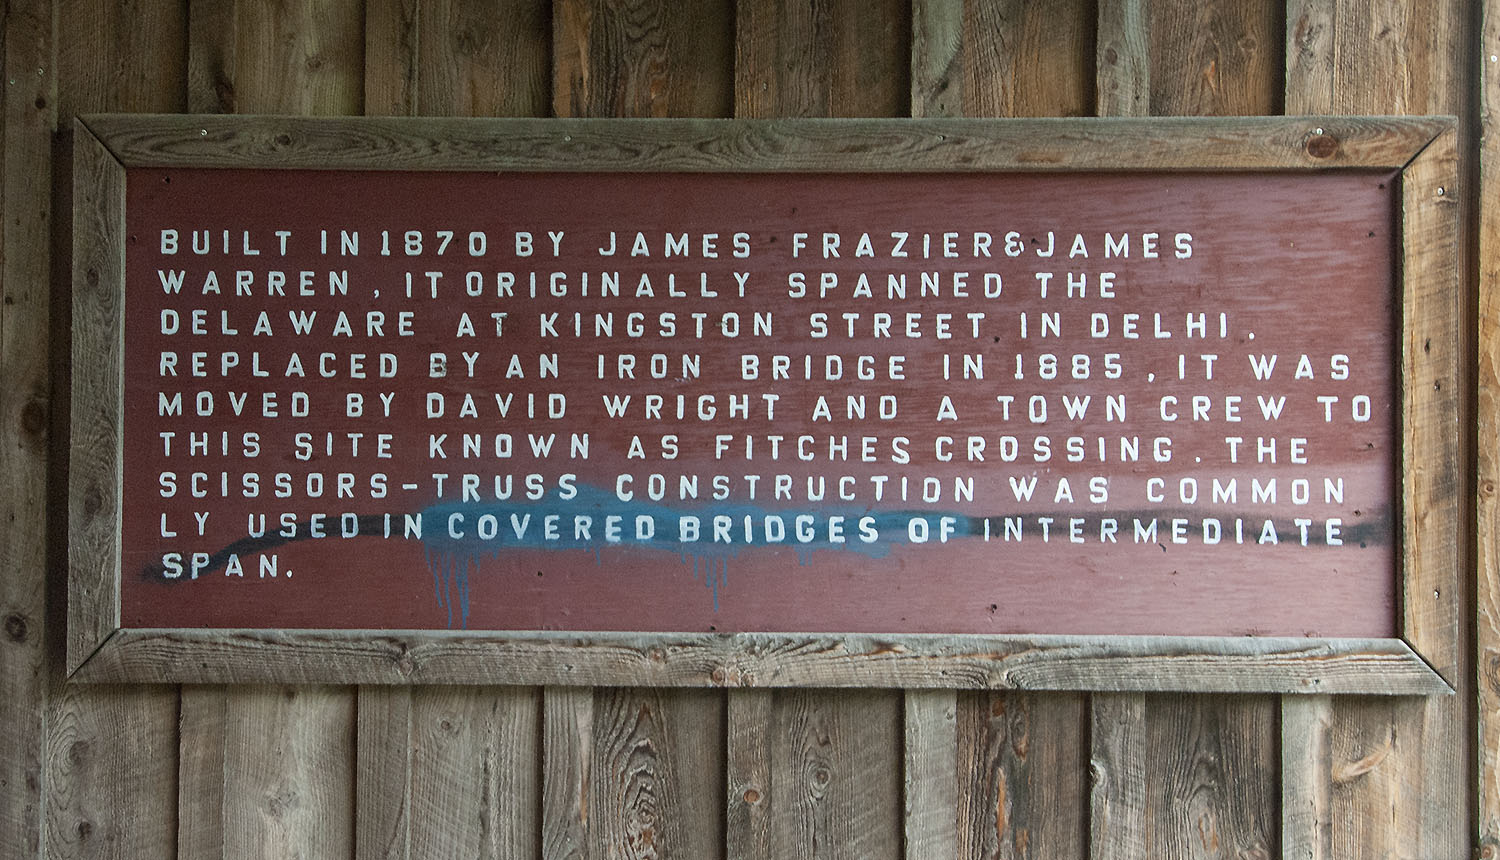 BUILT IN 1870 BY JAMES FRAZIER&JAMES
WARREN, IT ORIGINALLY SPANNED THE
DELAWARE AT KINGSTON STREET IN DELHI.
REPLACED BY AN IRON BRIDGE IN 1885, IT WAS
MOVED BY DAVID WRIGHT AND A TOWN CREW TO
THIS SITE KNOWN AS FITCHES CROSSING. THE
SCISSORS-TRUSS CONSTRUCTION WAS COMMON
LY USED IN COVERED BRIDGES OF INTERMEDIATE
SPAN.